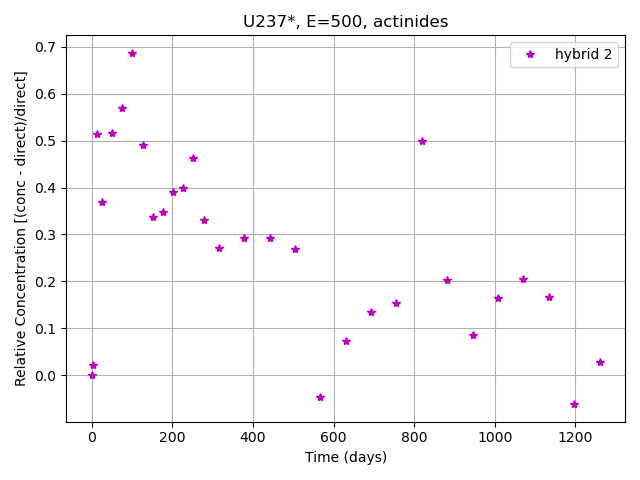 U237*, E=500, actinides
hybrid 2
Relative Concentration [(conc - direct)/direct]
0.7
0.6
0.5
0.4
0.3
0.2
0.1
0.0
0 200 400 600 800 1000 1200
Time (days)